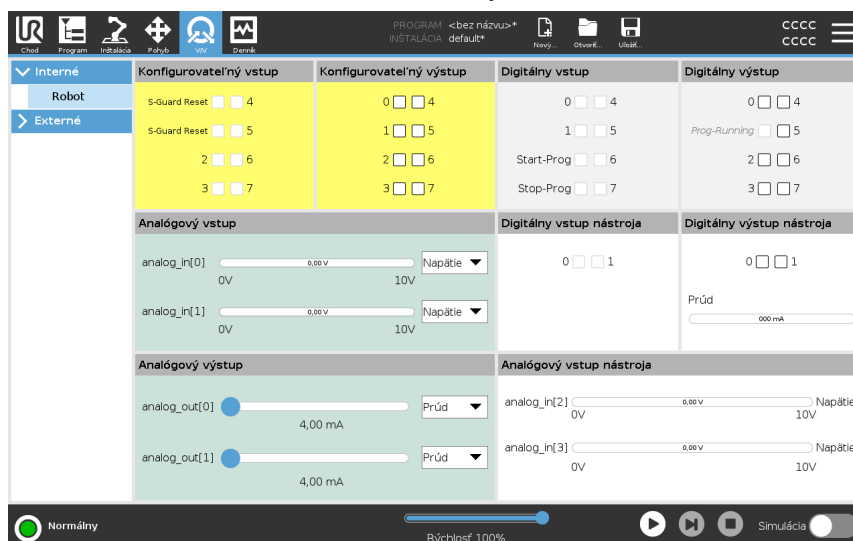 UR
PROGRAM <bez názvu>*
INŠTALÁCIA default*
CCCC
CCCC
Chod Program Inštalácia Pohyb V/V Denník Nový... Otvoriť... Uložiť...
Interné
Robot
Externé
Konfigurovateľný vstup
S-Guard Reset 4
S-Guard Reset 5
2 6
3 7
Konfigurovateľný výstup
0 4
1 5
2 6
3 7
Digitálny vstup
0 4
1 5
Start-Prog 6
Stop-Prog 7
Digitálny výstup
0 4
Prog-Running 5
2 6
3 7
Analógový vstup
analog_in[0] 0,00 V Napätie
0V 10V
analog_in[1] 0,00 V Napätie
0V 10V
Digitálny vstup nástroja
0 1
Digitálny výstup nástroja
0 1
Prúd
000 mA
Analógový výstup
analog_out[0] Prúd
4,00 mA
analog_out[1] Prúd
4,00 mA
Analógový vstup nástroja
analog_in[2] 0,00 V Napätie
0V 10V
analog_in[3] 0,00 V Napätie
0V 10V
Normálny
Rýchlosť 100%
Simulácia